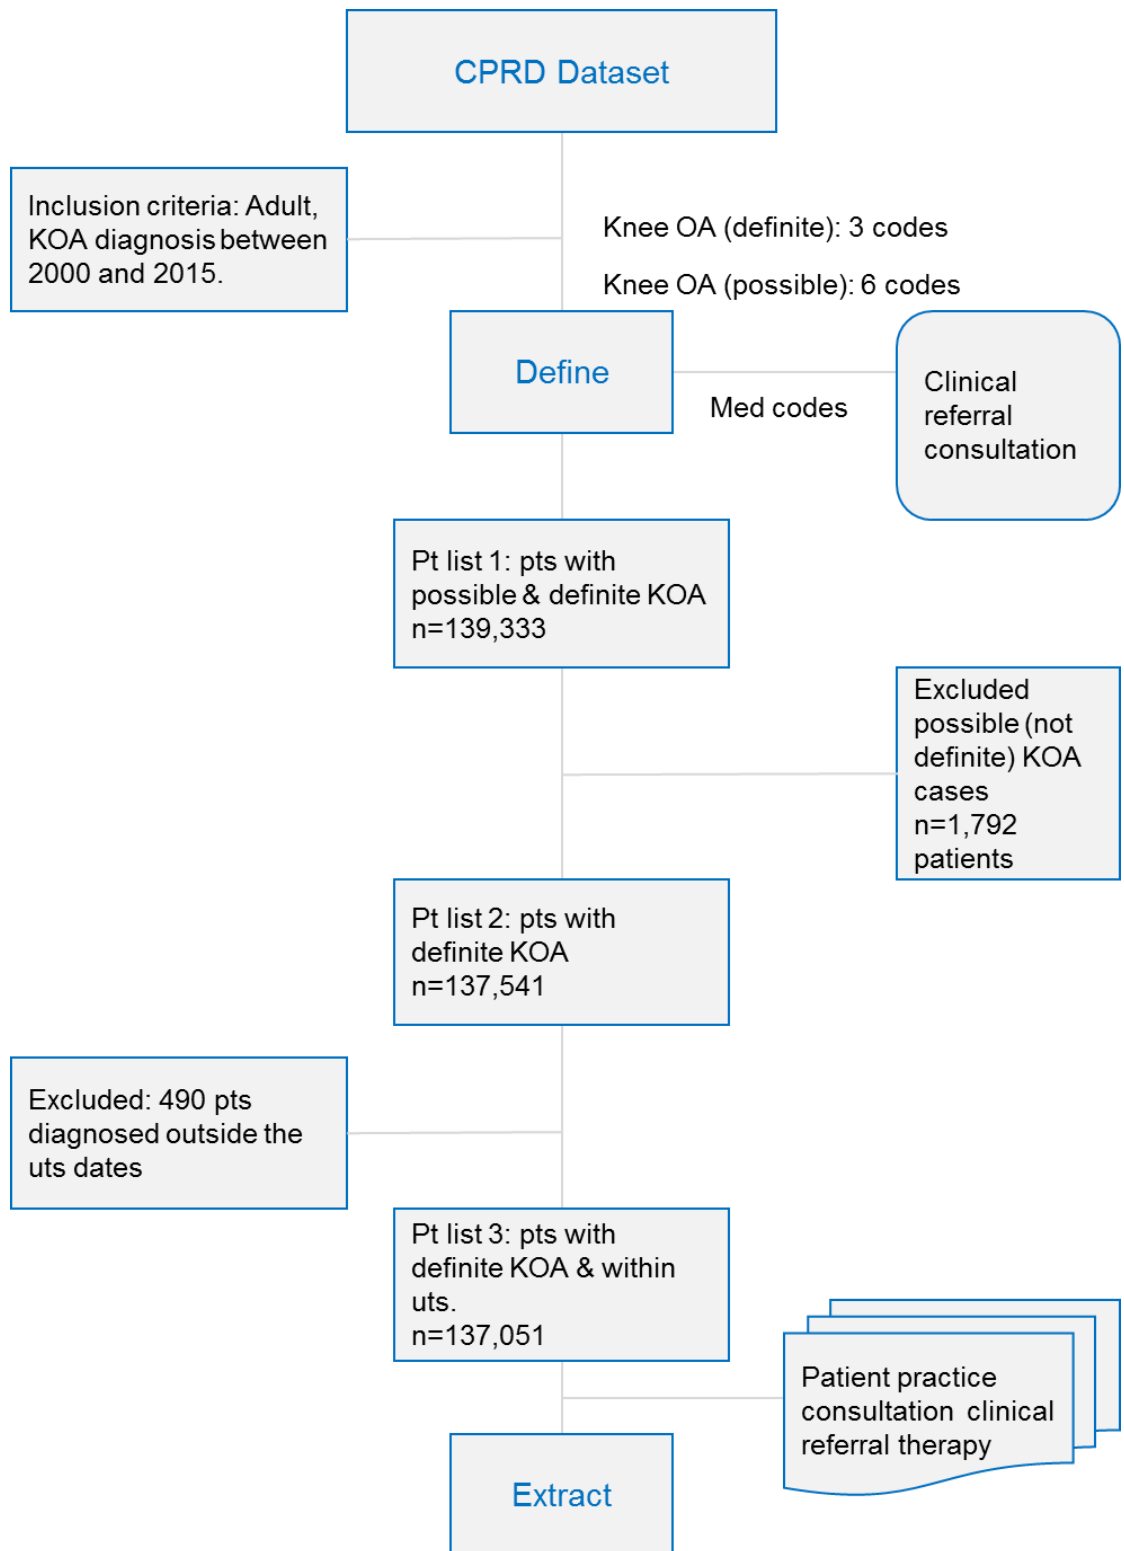 CPRD Dataset
Inclusion criteria: Adult,
KOA diagnosis between
2000 and 2015.
Knee OA (definite): 3 codes
Knee OA (possible): 6 codes
Define
Med codes
Clinical
referral
consultation
Pt list 1: pts with
possible & definite KOA
n=139,333
Excluded
possible (not
definite) KOA
cases
n=1,792
patients
Pt list 2: pts with
definite KOA
n=137,541
Excluded: 490 pts
diagnosed outside the
uts dates
Pt list 3: pts with
definite KOA & within
uts.
n=137,051
Patient practice
consultation clinical
referral therapy
Extract